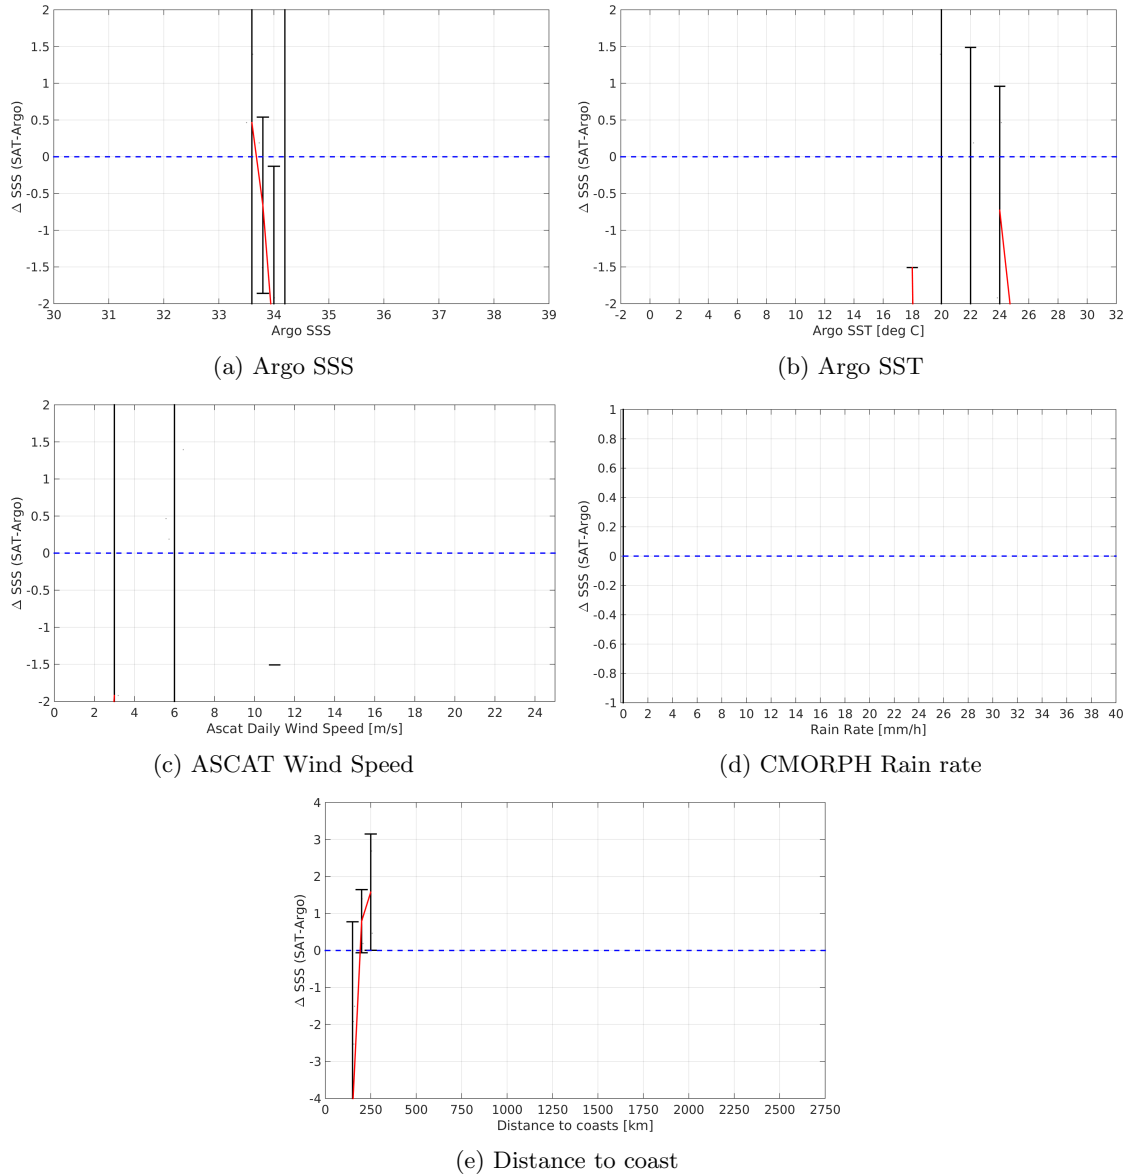 2
1.5
1
0.5
0
-0.5
-1
-1.5
-2
Δ SSS (SAT-Argo)
30 31 32 33 34 35 36 37 38 39
Argo SSS
(a) Argo SSS
2
1.5
1
0.5
0
-0.5
-1
-1.5
-2
Δ SSS (SAT-Argo)
-2 0 2 4 6 8 10 12 14 16 18 20 22 24 26 28 30 32
Argo SST [deg C]
(b) Argo SST
2
1.5
1
0.5
0
-0.5
-1
-1.5
-2
Δ SSS (SAT-Argo)
0 2 4 6 8 10 12 14 16 18 20 22 24
Ascat Daily Wind Speed [m/s]
(c) ASCAT Wind Speed
1
0.8
0.6
0.4
0.2
0
-0.2
-0.4
-0.6
-0.8
-1
Δ SSS (SAT-Argo)
0 2 4 6 8 10 12 14 16 18 20 22 24 26 28 30 32 34 36 38 40
Rain Rate [mm/h]
(d) CMORPH Rain rate
4
3
2
1
0
-1
-2
-3
-4
Δ SSS (SAT-Argo)
0 250 500 750 1000 1250 1500 1750 2000 2250 2500 2750
Distance to coasts [km]
(e) Distance to coast